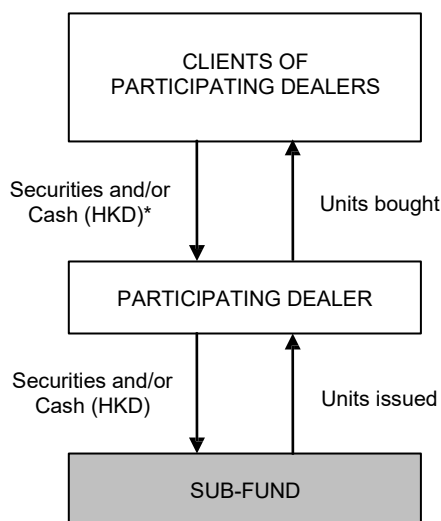 CLIENTS OF
PARTICIPATING DEALERS
Securities and/or
Cash (HKD)*
Units bought
PARTICIPATING DEALER
Securities and/or
Cash (HKD)
Units issued
SUB-FUND